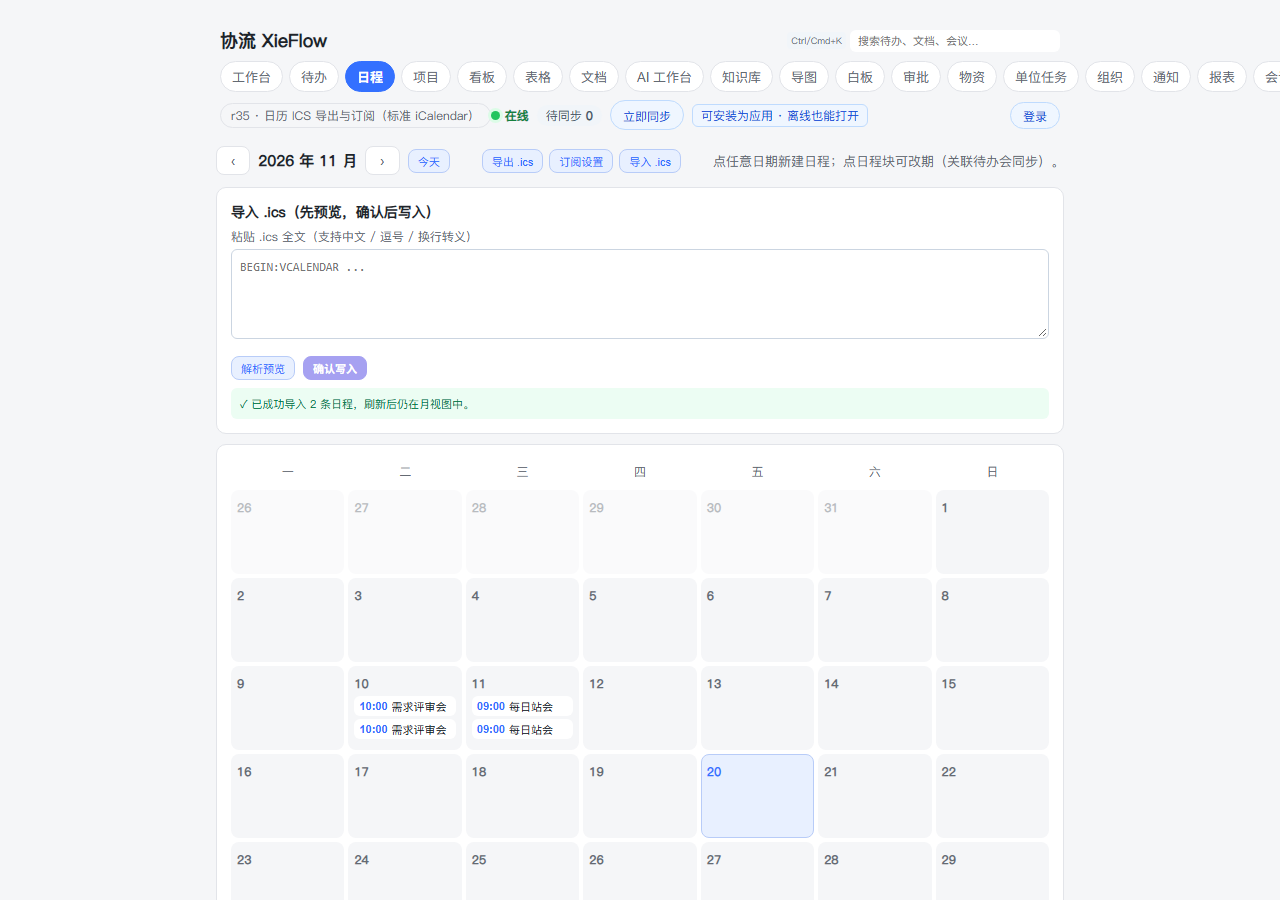 协流 XieFlow
Ctrl/Cmd+K 搜索待办、文档、会议…
工作台 待办 日程 项目 看板 表格 文档 AI 工作台 知识库 导图 白板 审批 物资 单位任务 组织 通知 报表
r35 · 日历 ICS 导出与订阅（标准 iCalendar） 在线 待同步 0 立即同步 可安装为应用 · 离线也能打开 登录
‹ 2026 年 11 月 › 今天 导出 .ics 订阅设置 导入 .ics 点任意日期新建日程；点日程块可改期（关联待办会同步）。
导入 .ics（先预览，确认后写入）
粘贴 .ics 全文（支持中文 / 逗号 / 换行转义）
BEGIN:VCALENDAR ...
解析预览 确认写入
✓ 已成功导入 2 条日程，刷新后仍在月视图中。
一 二 三 四 五 六 日
26 27 28 29 30 31 1
2 3 4 5 6 7 8
9 10 11 12 13 14 15
10:00 需求评审会 09:00 每日站会
10:00 需求评审会 09:00 每日站会
16 17 18 19 20 21 22
23 24 25 26 27 28 29